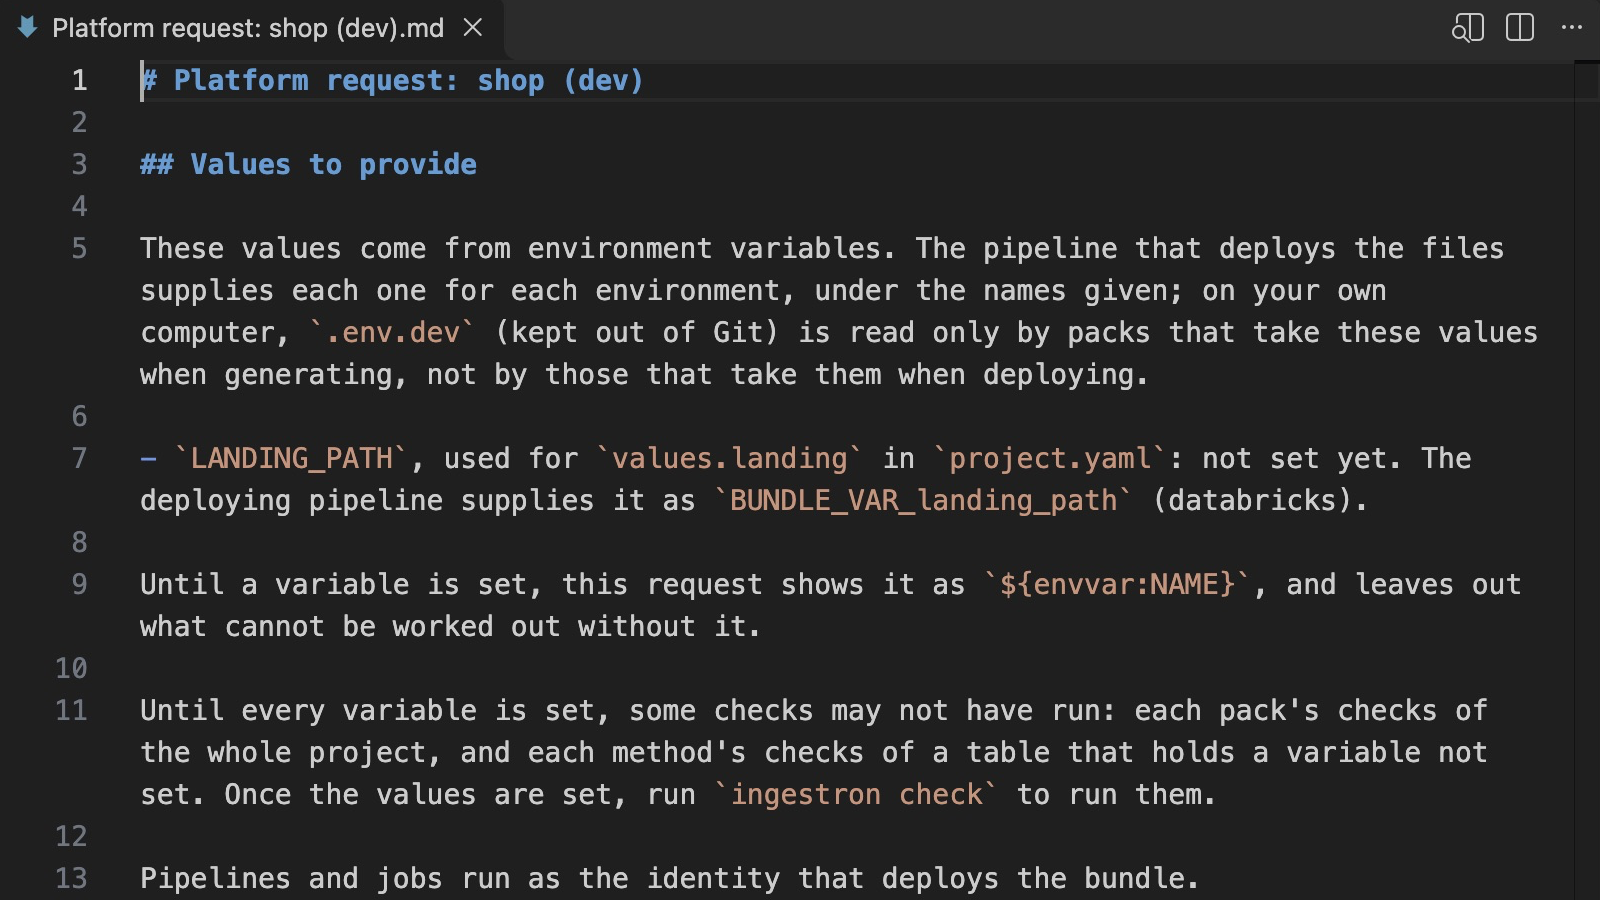 Platform request: shop (dev).md
1 # Platform request: shop (dev)
2
3 ## Values to provide
4
5 These values come from environment variables. The pipeline that deploys the files
supplies each one for each environment, under the names given; on your own
computer, `.env.dev` (kept out of Git) is read only by packs that take these values
when generating, not by those that take them when deploying.
6
7 - `LANDING_PATH`, used for `values.landing` in `project.yaml`: not set yet. The
deploying pipeline supplies it as `BUNDLE_VAR_landing_path` (databricks).
8
9 Until a variable is set, this request shows it as `${envvar:NAME}`, and leaves out
what cannot be worked out without it.
10
11 Until every variable is set, some checks may not have run: each pack's checks of
the whole project, and each method's checks of a table that holds a variable not
set. Once the values are set, run `ingestron check` to run them.
12
13 Pipelines and jobs run as the identity that deploys the bundle.